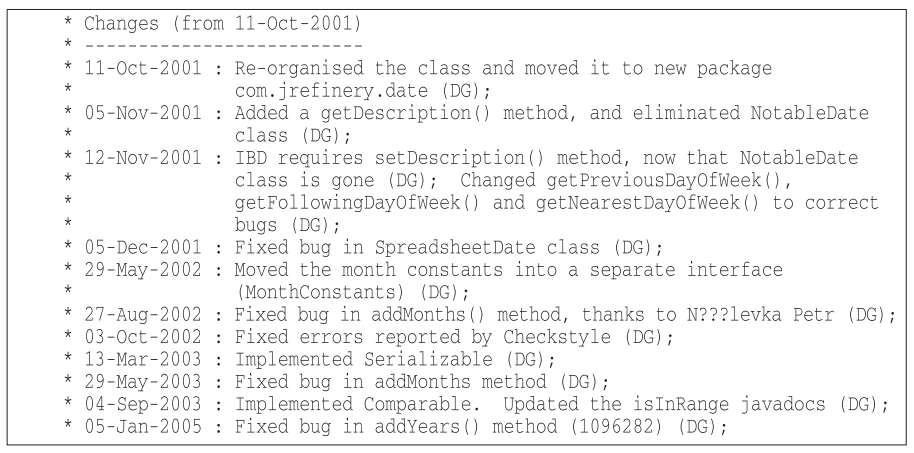 * Changes (from 11-Oct-2001)
* --------------------------
* 11-Oct-2001 : Re-organised the class and moved it to new package
*               com.jrefinery.date (DG);
* 05-Nov-2001 : Added a getDescription() method, and eliminated NotableDate
*               class (DG);
* 12-Nov-2001 : IBD requires setDescription() method, now that NotableDate
*               class is gone (DG);  Changed getPreviousDayOfWeek(),
*               getFollowingDayOfWeek() and getNearestDayOfWeek() to correct
*               bugs (DG);
* 05-Dec-2001 : Fixed bug in SpreadsheetDate class (DG);
* 29-May-2002 : Moved the month constants into a separate interface
*               (MonthConstants) (DG);
* 27-Aug-2002 : Fixed bug in addMonths() method, thanks to N???levka Petr (DG);
* 03-Oct-2002 : Fixed errors reported by Checkstyle (DG);
* 13-Mar-2003 : Implemented Serializable (DG);
* 29-May-2003 : Fixed bug in addMonths method (DG);
* 04-Sep-2003 : Implemented Comparable.  Updated the isInRange javadocs (DG);
* 05-Jan-2005 : Fixed bug in addYears() method (1096282) (DG);